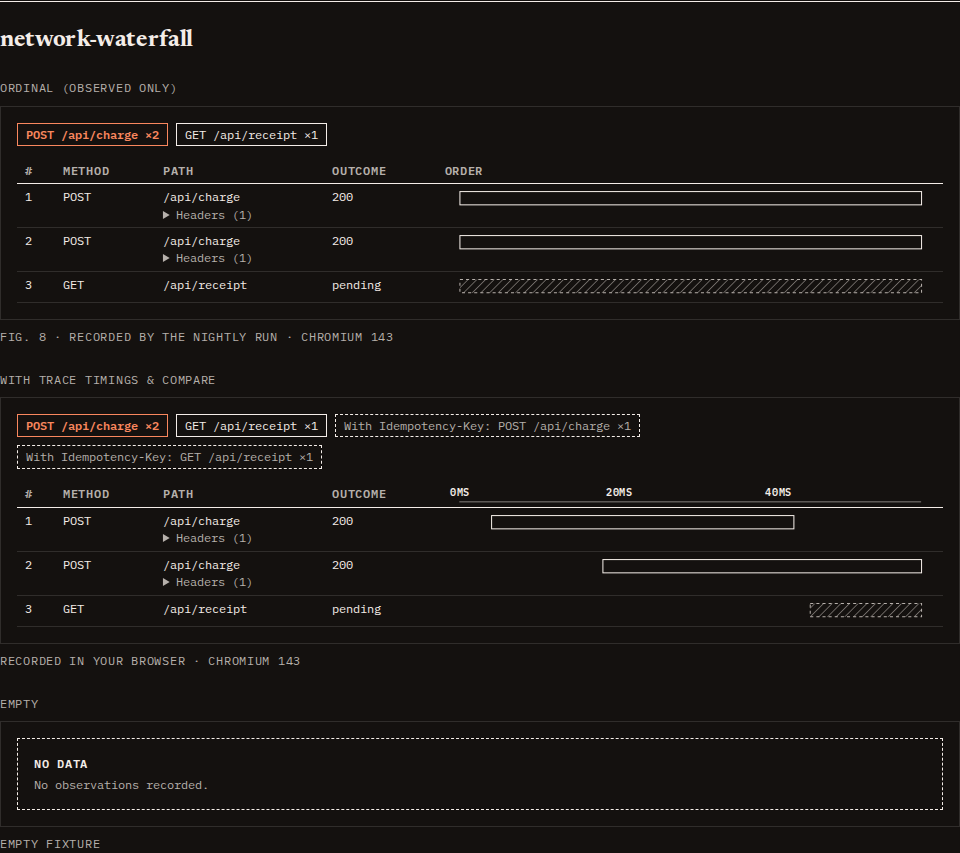 network-waterfall
ORDINAL (OBSERVED ONLY)
POST /api/charge ×2 GET /api/receipt ×1
# METHOD PATH OUTCOME ORDER
1 POST /api/charge 200
▶ Headers (1)
2 POST /api/charge 200
▶ Headers (1)
3 GET /api/receipt pending
FIG. 8 · RECORDED BY THE NIGHTLY RUN · CHROMIUM 143
WITH TRACE TIMINGS & COMPARE
POST /api/charge ×2 GET /api/receipt ×1 With Idempotency-Key: POST /api/charge ×1
With Idempotency-Key: GET /api/receipt ×1
# METHOD PATH OUTCOME 0MS 20MS 40MS
1 POST /api/charge 200
▶ Headers (1)
2 POST /api/charge 200
▶ Headers (1)
3 GET /api/receipt pending
RECORDED IN YOUR BROWSER · CHROMIUM 143
EMPTY
NO DATA
No observations recorded.
EMPTY FIXTURE